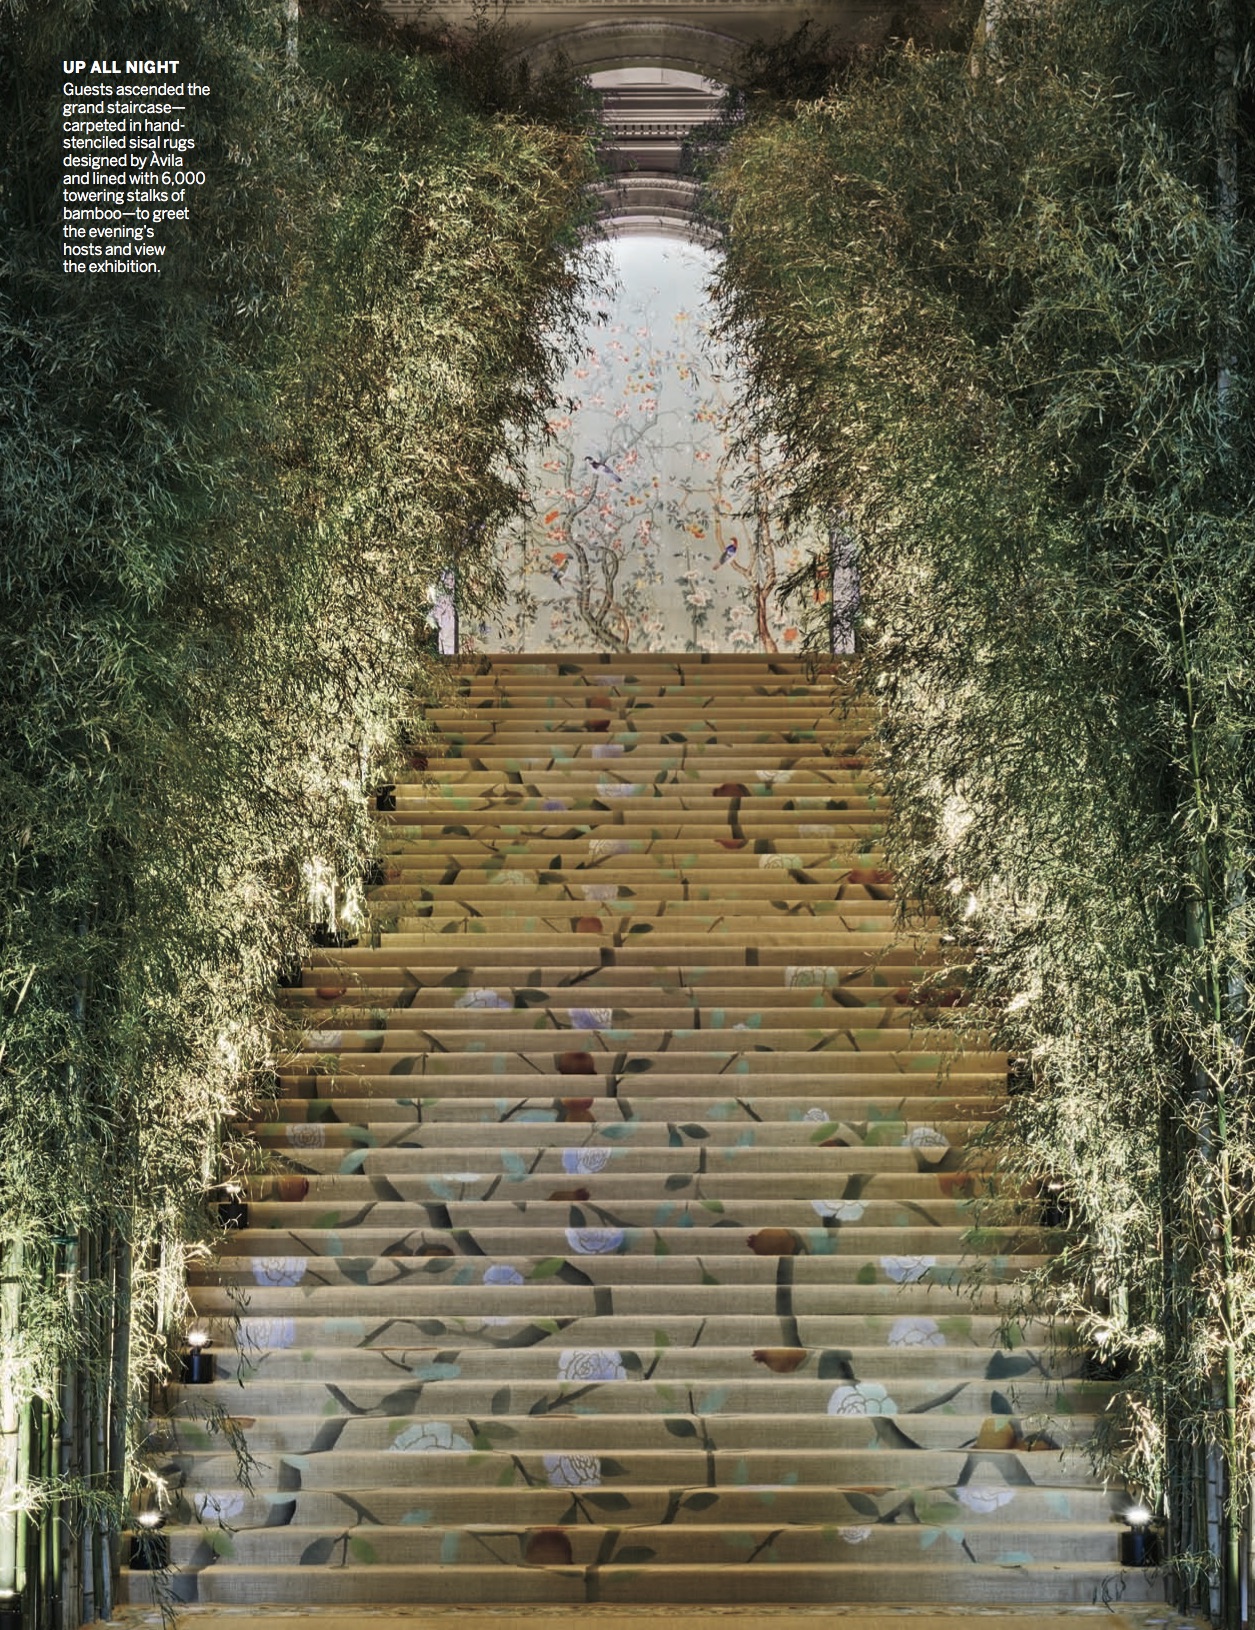 UP ALL NIGHT
Guests ascended the
grand staircase—
carpeted in hand-
stenciled sisal rugs
designed by Àvila
and lined with 6,000
towering stalks of
bamboo—to greet
the evening's
hosts and view
the exhibition.